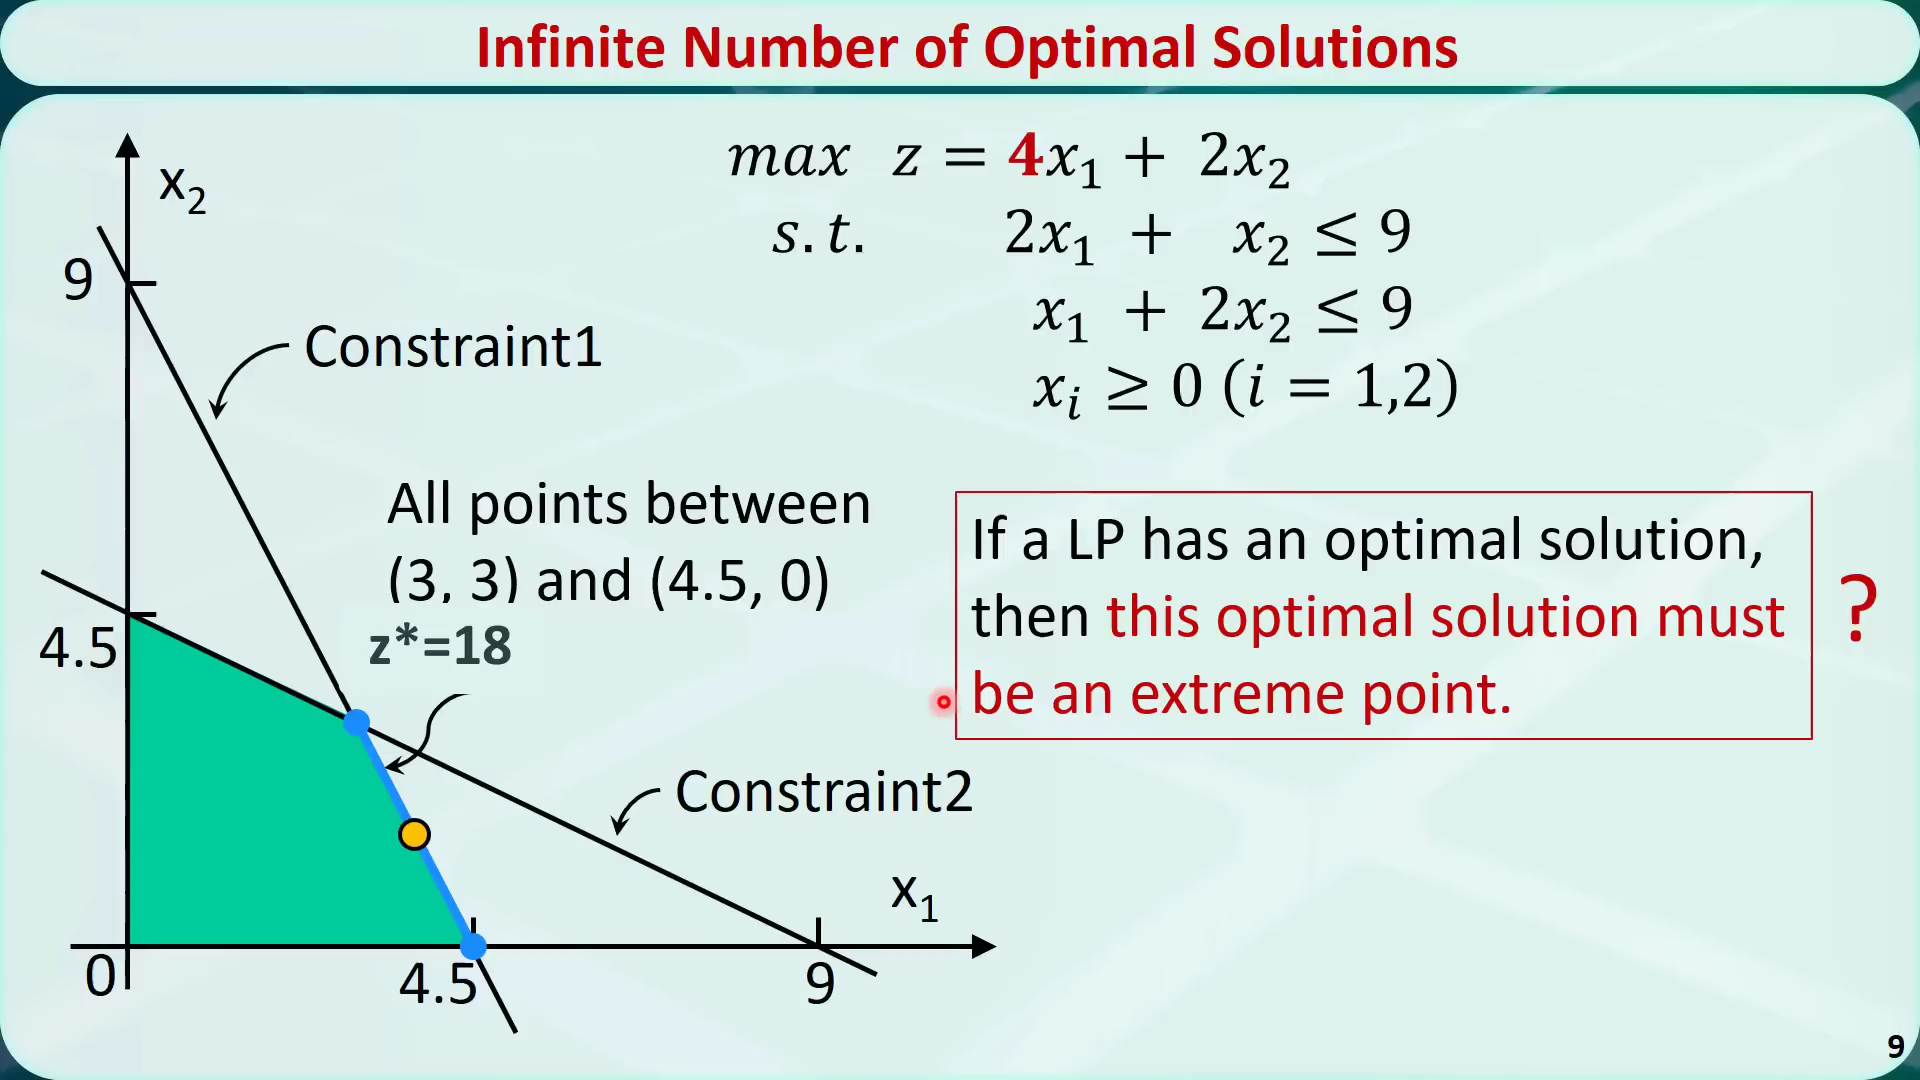 Infinite Number of Optimal Solutions
max z = 4x₁ + 2x₂
s.t. 2x₁ + x₂ ≤ 9
x₁ + 2x₂ ≤ 9
xᵢ ≥ 0 (i = 1,2)
x₂
9
Constraint1
All points between
(3, 3) and (4.5, 0)
z*=18
4.5
If a LP has an optimal solution,
then this optimal solution must
be an extreme point.
?
Constraint2
x₁
0
4.5
9
9